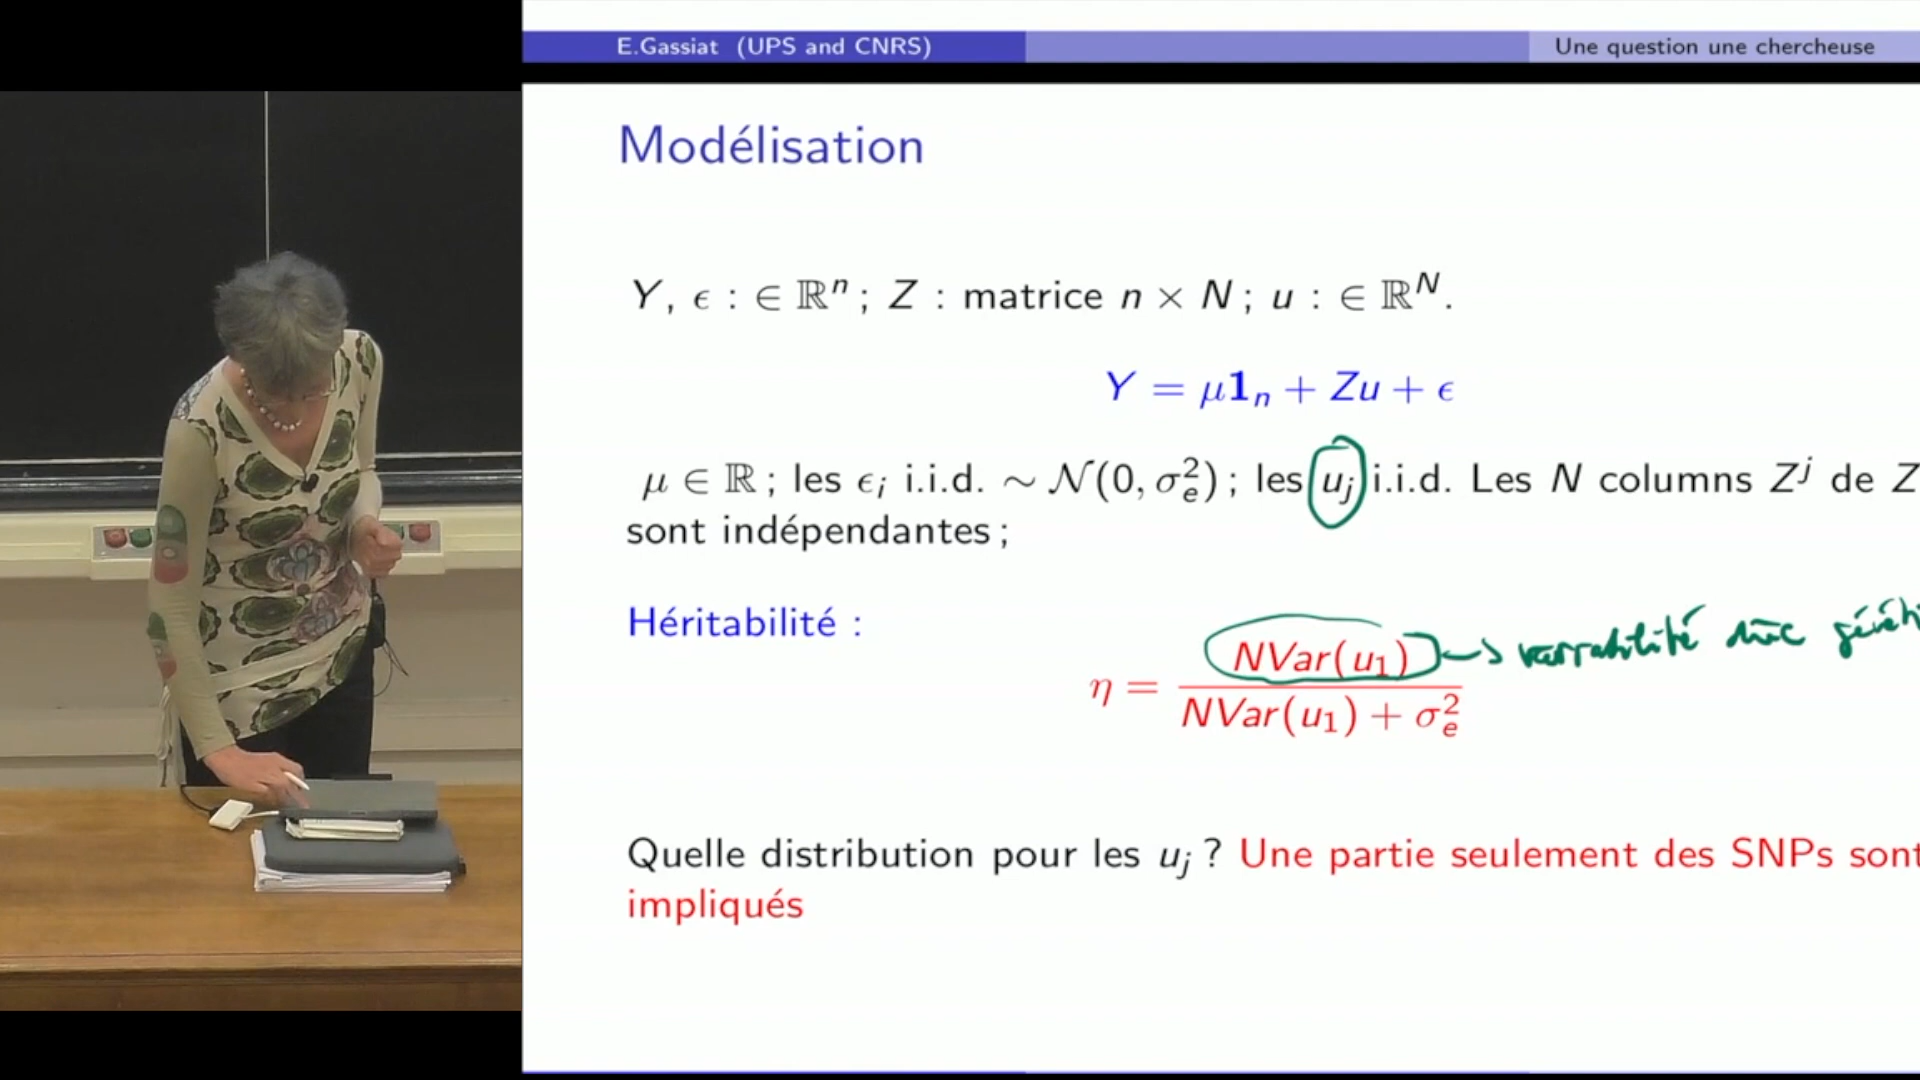 E.Gassiat (UPS and CNRS) Une question une chercheuse
Modélisation
Y, ϵ : ∈ ℝⁿ ; Z : matrice n × N ; u : ∈ ℝᴺ.
Y = μ𝟏ₙ + Zu + ϵ
μ ∈ ℝ ; les ϵᵢ i.i.d. ∼ 𝒩(0, σₑ²) ; les uⱼ i.i.d. Les N columns Zʲ de Z
sont indépendantes ;
Héritabilité :
η = NVar(u₁) / (NVar(u₁) + σₑ²) → variabilité
Quelle distribution pour les uⱼ ? Une partie seulement des SNPs sont
impliqués